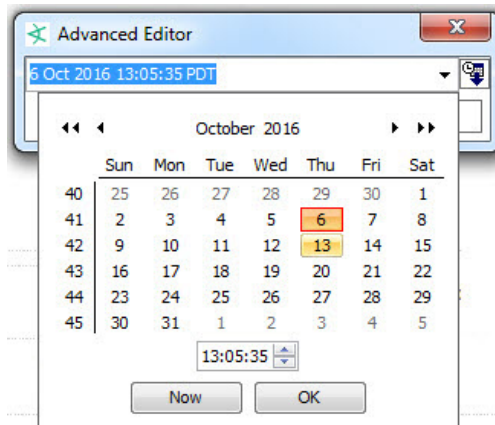 Advanced Editor
6 Oct 2016 13:05:35 PDT
October 2016
Sun Mon Tue Wed Thu Fri Sat
40 25 26 27 28 29 30 1
41 2 3 4 5 6 7 8
42 9 10 11 12 13 14 15
43 16 17 18 19 20 21 22
44 23 24 25 26 27 28 29
45 30 31 1 2 3 4 5
13:05:35
Now OK